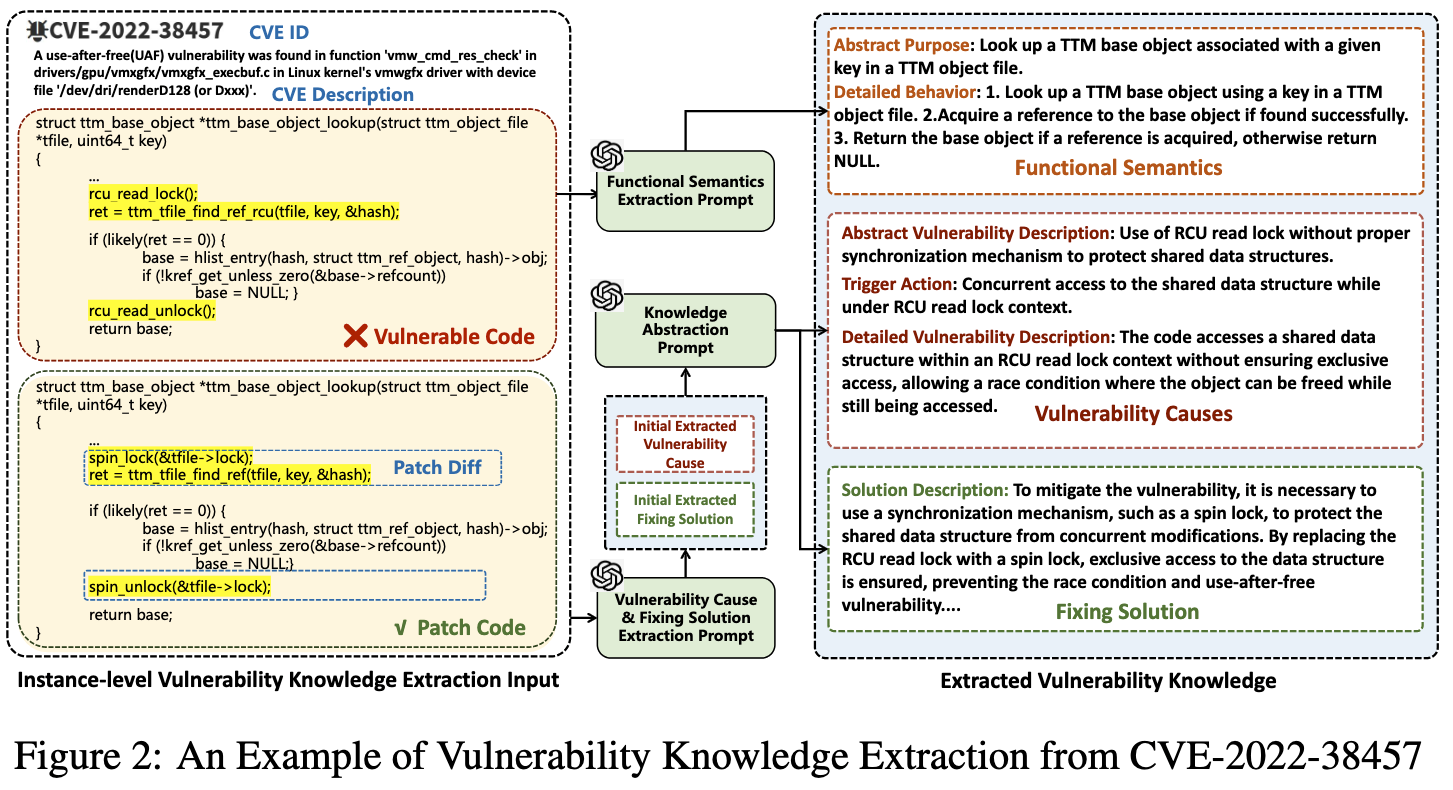 CVE-2022-38457 CVE ID
A use-after-free(UAF) vulnerability was found in function 'vmw_cmd_res_check' in
drivers/gpu/vmxgfx/vmxgfx_execbuf.c in Linux kernel's vmwgfx driver with device
file '/dev/dri/renderD128 (or Dxxx)'.
CVE Description
struct ttm_base_object *ttm_base_object_lookup(struct ttm_object_file
*tfile, uint64_t key)
{
...
rcu_read_lock();
ret = ttm_tfile_find_ref_rcu(tfile, key, &hash);
if (likely(ret == 0)) {
base = hlist_entry(hash, struct ttm_ref_object, hash)->obj;
if (!kref_get_unless_zero(&base->refcount))
base = NULL; }
rcu_read_unlock();
return base;
}
Vulnerable Code
struct ttm_base_object *ttm_base_object_lookup(struct ttm_object_file
*tfile, uint64_t key)
{
...
spin_lock(&tfile->lock);
ret = ttm_tfile_find_ref(tfile, key, &hash);
Patch Diff
if (likely(ret == 0)) {
base = hlist_entry(hash, struct ttm_ref_object, hash)->obj;
if (!kref_get_unless_zero(&base->refcount))
base = NULL;}
spin_unlock(&tfile->lock);
return base;
}
√ Patch Code
Instance-level Vulnerability Knowledge Extraction Input
Functional Semantics
Extraction Prompt
Knowledge
Abstraction
Prompt
Initial Extracted
Vulnerability
Cause
Initial Extracted
Fixing Solution
Vulnerability Cause
& Fixing Solution
Extraction Prompt
Abstract Purpose: Look up a TTM base object associated with a given
key in a TTM object file.
Detailed Behavior: 1. Look up a TTM base object using a key in a TTM
object file. 2.Acquire a reference to the base object if found successfully.
3. Return the base object if a reference is acquired, otherwise return
NULL.
Functional Semantics
Abstract Vulnerability Description: Use of RCU read lock without proper
synchronization mechanism to protect shared data structures.
Trigger Action: Concurrent access to the shared data structure while
under RCU read lock context.
Detailed Vulnerability Description: The code accesses a shared data
structure within an RCU read lock context without ensuring exclusive
access, allowing a race condition where the object can be freed while
still being accessed.
Vulnerability Causes
Solution Description: To mitigate the vulnerability, it is necessary to
use a synchronization mechanism, such as a spin lock, to protect the
shared data structure from concurrent modifications. By replacing the
RCU read lock with a spin lock, exclusive access to the data structure
is ensured, preventing the race condition and use-after-free
vulnerability....
Fixing Solution
Extracted Vulnerability Knowledge
Figure 2: An Example of Vulnerability Knowledge Extraction from CVE-2022-38457